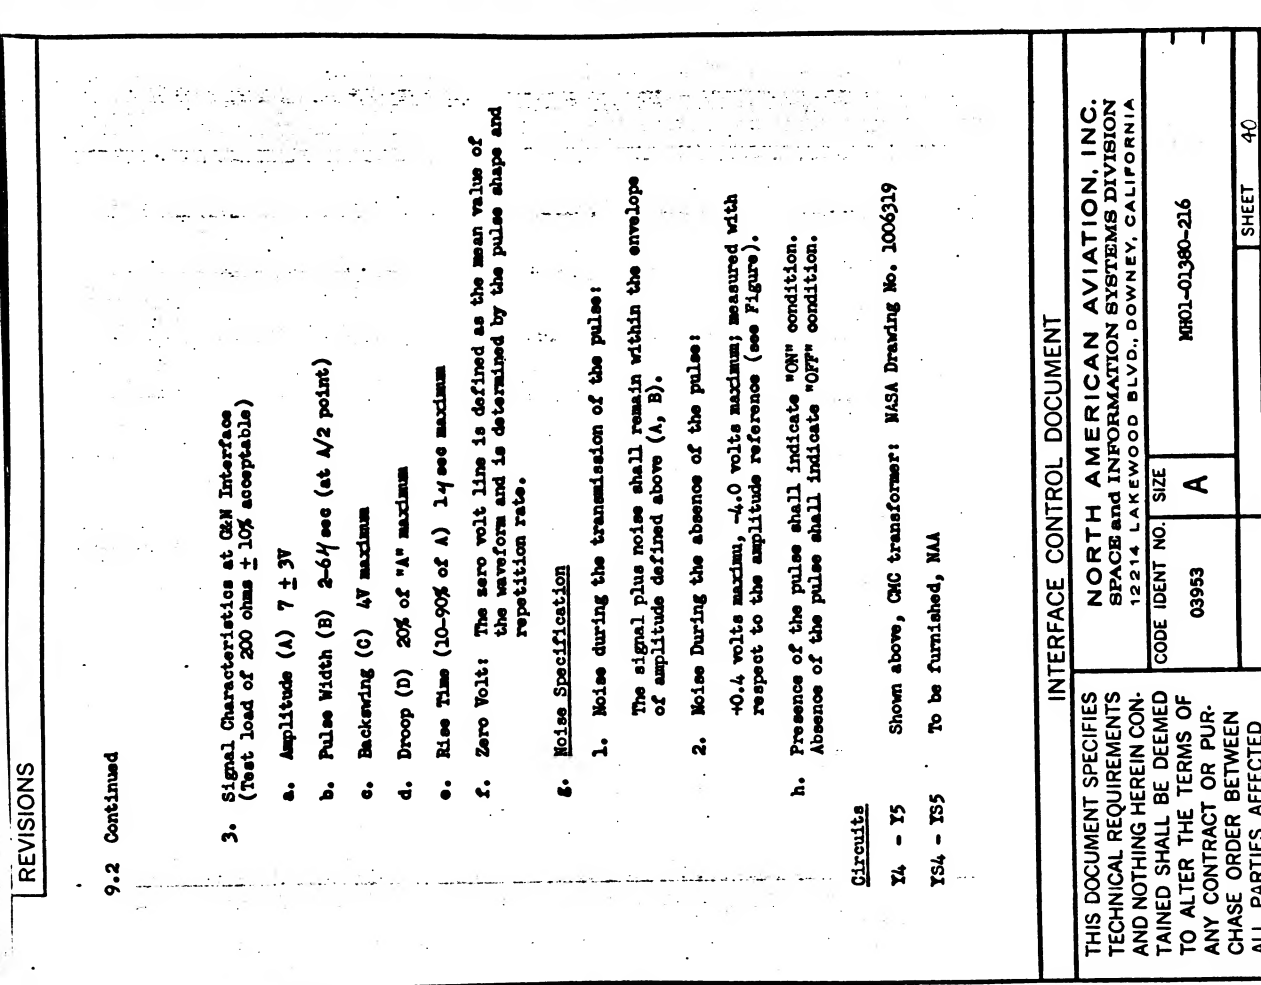 REVISIONS
9.2 Continued
3. Signal Characteristics at G&N Interface
(Test load of 200 ohms ± 10% acceptable)
a. Amplitude (A) 7 ± 3V
b. Pulse Width (B) 2-6μ sec (at A/2 point)
c. Backswing (C) 4V maximum
d. Droop (D) 20% of "A" maximum
e. Rise Time (10-90% of A) 1μ sec maximum
f. Zero Volt: The zero volt line is defined as the mean value of
the waveform and is determined by the pulse shape and
repetition rate.
g. Noise Specification
1. Noise during the transmission of the pulse:
The signal plus noise shall remain within the envelope
of amplitude defined above (A, B).
2. Noise During the absence of the pulse:
+0.4 volts maximu, -4.0 volts maximum; measured with
respect to the amplitude reference (see Figure).
h. Presence of the pulse shall indicate "ON" condition.
Absence of the pulse shall indicate "OFF" condition.
Circuits
Y4 - Y5 Shown above, CMC transformer: NASA Drawing No. 1006319
YS4 - YS5 To be furnished, NAA
INTERFACE CONTROL DOCUMENT
THIS DOCUMENT SPECIFIES
TECHNICAL REQUIREMENTS
AND NOTHING HEREIN CON-
TAINED SHALL BE DEEMED
TO ALTER THE TERMS OF
ANY CONTRACT OR PUR-
CHASE ORDER BETWEEN
ALL PARTIES AFFECTED
NORTH AMERICAN AVIATION, INC.
SPACE and INFORMATION SYSTEMS DIVISION
12214 LAKEWOOD BLVD., DOWNEY, CALIFORNIA
CODE IDENT NO.
03953
SIZE
A
MH01-01380-216
SHEET 40